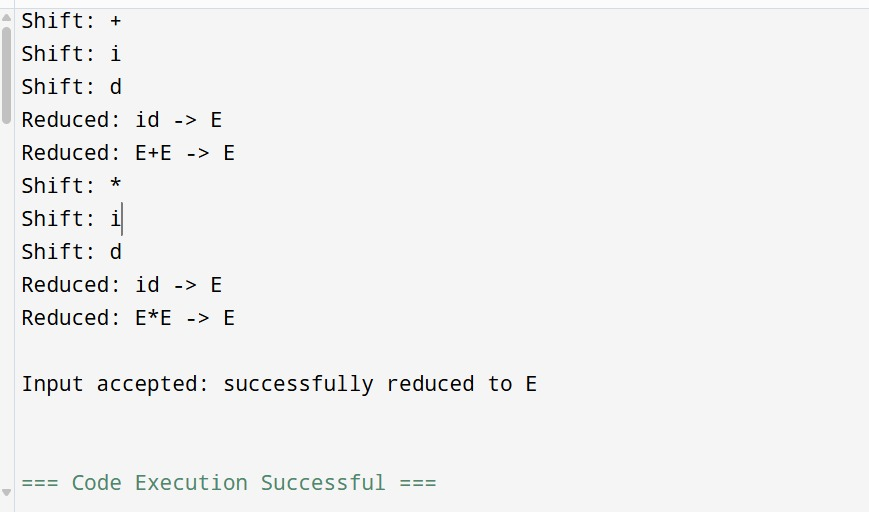 Shift: +
Shift: i
Shift: d
Reduced: id -> E
Reduced: E+E -> E
Shift: *
Shift: i
Shift: d
Reduced: id -> E
Reduced: E*E -> E
Input accepted: successfully reduced to E
=== Code Execution Successful ===